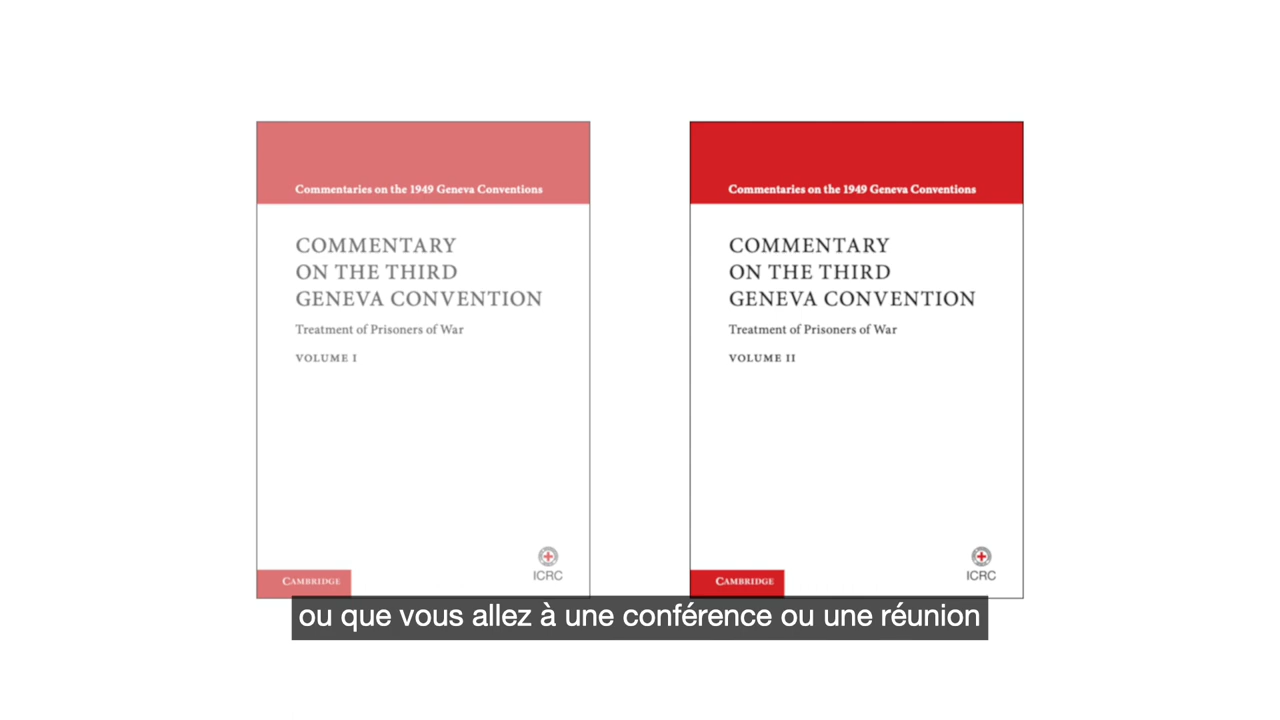 Commentaries on the 1949 Geneva Conventions
COMMENTARY
ON THE THIRD
GENEVA CONVENTION
Treatment of Prisoners of War
VOLUME I
ICRC
CAMBRIDGE
Commentaries on the 1949 Geneva Conventions
COMMENTARY
ON THE THIRD
GENEVA CONVENTION
Treatment of Prisoners of War
VOLUME II
ICRC
CAMBRIDGE
ou que vous allez à une conférence ou une réunion